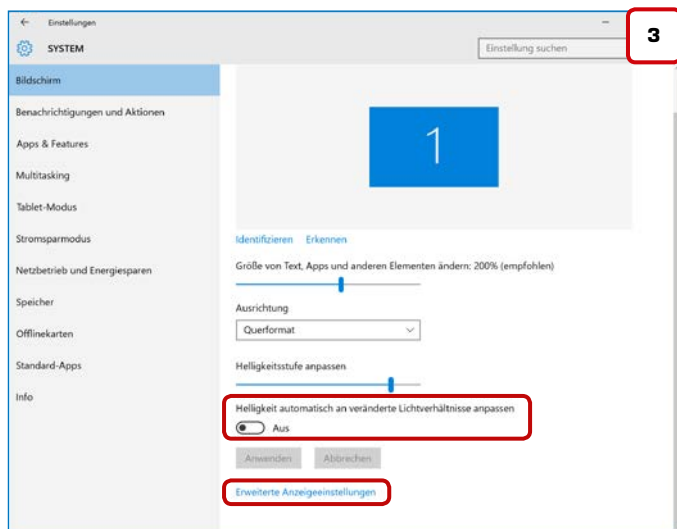 ← Einstellungen
3
SYSTEM
Einstellung suchen
Bildschirm
Benachrichtigungen und Aktionen
Apps & Features
Multitasking
Tablet-Modus
Stromsparmodus
Netzbetrieb und Energiesparen
Speicher
Offlinekarten
Standard-Apps
Info
1
Identifizieren Erkennen
Größe von Text, Apps und anderen Elementen ändern: 200% (empfohlen)
Ausrichtung
Querformat
Helligkeitsstufe anpassen
Helligkeit automatisch an veränderte Lichtverhältnisse anpassen
Aus
Anwenden Abbrechen
Erweiterte Anzeigeeinstellungen